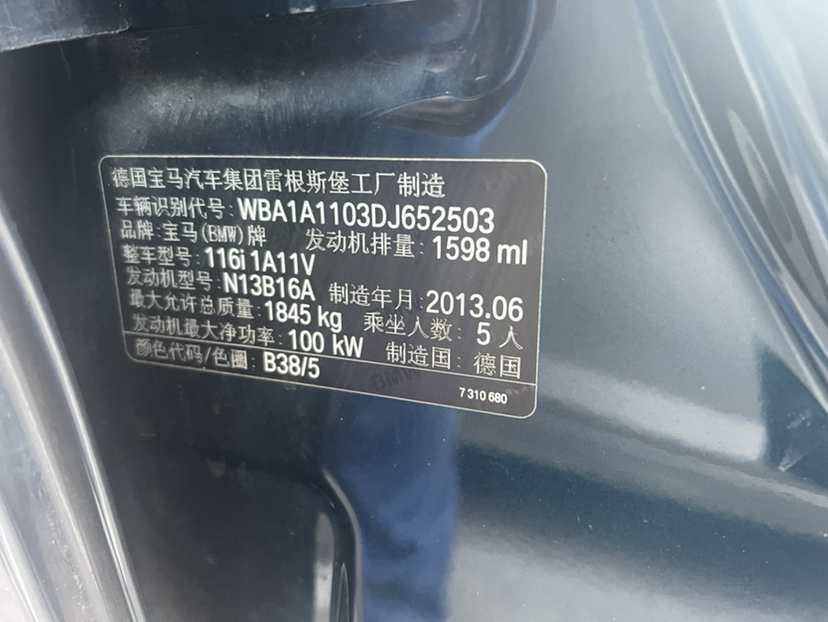 德国宝马汽车集团雷根斯堡工厂制造
车辆识别代号: WBA1A1103DJ652503
品牌: 宝马(BMW)牌 发动机排量: 1598 ml
整车型号: 116i 1A11V
发动机型号: N13B16A 制造年月: 2013.06
最大允许总质量: 1845 kg 乘坐人数: 5 人
发动机最大净功率: 100 kW 制造国: 德国
颜色代码/色圈: B38/5
7 310 680